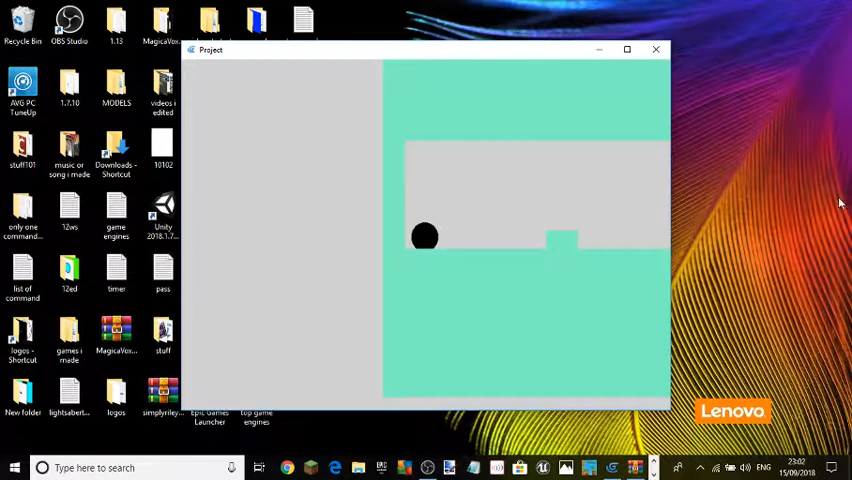 Project
Recycle Bin
OBS Studio
1.13
MagicaVox...
AVG PC
TuneUp
1.7.10
MODELS
videos i
edited
stuff101
music or
song i made
Downloads -
Shortcut
10102
only one
command...
12ws
game
engines
Unity
2018.1.7...
list of
command
12ed
timer
pass
logos -
Shortcut
games i
made
MagicaVox...
stuff
New folder
lightsabert...
logos
simplyriley...
Epic Games
Launcher
top game
engines
Lenovo
Type here to search
ENG
23:02
15/09/2018